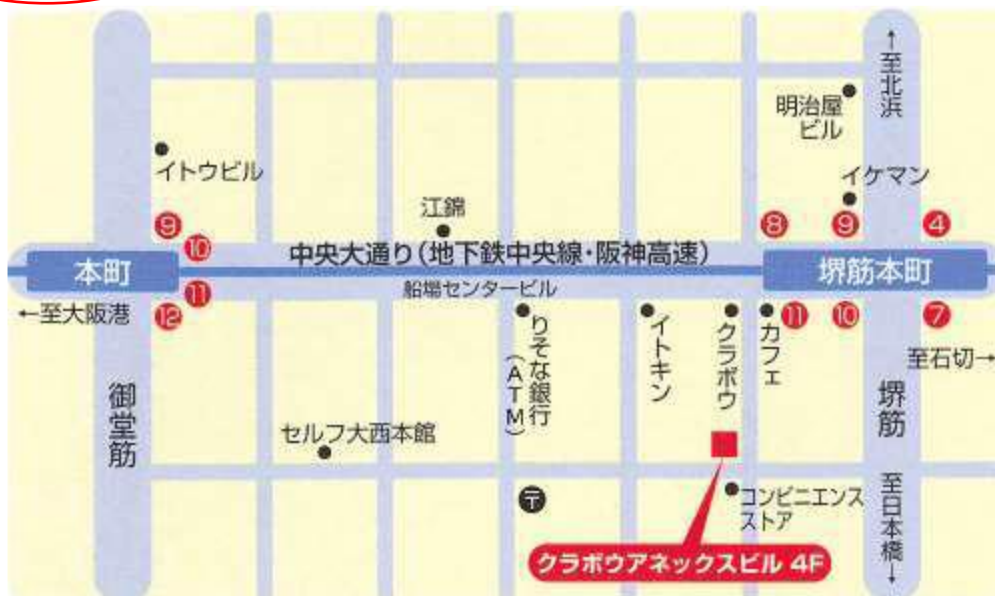 ↑至北浜
明治屋
ビル
イトウビル
イケマン
江錦
⑨
⑩
⑧
⑨
④
中央大通り(地下鉄中央線・阪神高速)
本町
堺筋本町
船場センタービル
←至大阪港
⑫
⑪
⑪
⑩
⑦
至石切→
りそな銀行
(ATM)
イトキン
クラボウ
カフェ
御堂筋
堺筋
セルフ大西本館
〒
コンビニエンス
ストア
至日本橋→
クラボウアネックスビル 4F